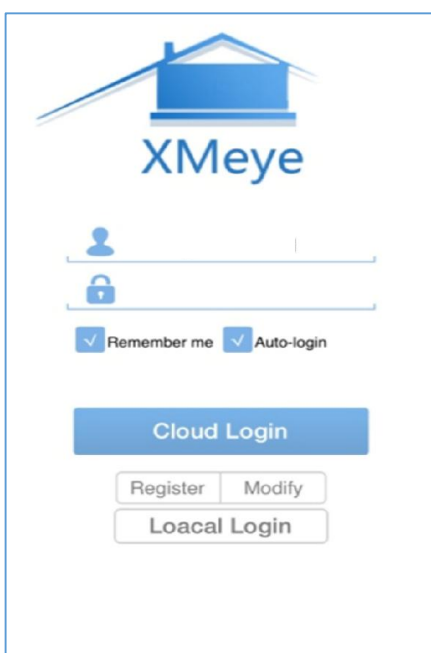 XMeye
Remember me Auto-login
Cloud Login
Register Modify
Loacal Login